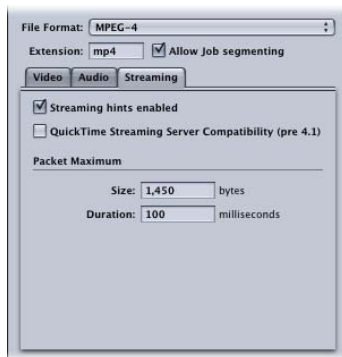 File Format: MPEG-4
Extension: mp4 Allow Job segmenting
Video Audio Streaming
Streaming hints enabled
QuickTime Streaming Server Compatibility (pre 4.1)
Packet Maximum
Size: 1,450 bytes
Duration: 100 milliseconds